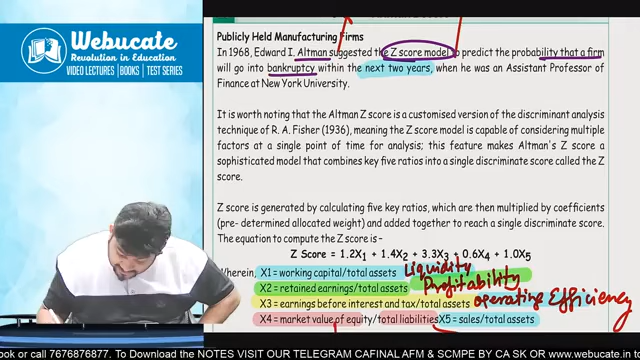 Webucate
Revolution in Education
VIDEO LECTURES | BOOKS | TEST SERIES
Publicly Held Manufacturing Firms
In 1968, Edward I. Altman suggested the Z score model to predict the probability that a firm
will go into bankruptcy within the next two years, when he was an Assistant Professor of
Finance at New York University.
It is worth noting that the Altman Z score is a customised version of the discriminant analysis
technique of R. A. Fisher (1936), meaning the Z score model is capable of considering multiple
factors at a single point of time for analysis; this feature makes Altman's Z score a
sophisticated model that combines key five ratios into a single discriminate score called the Z
score.
Z score is generated by calculating five key ratios, which are then multiplied by coefficients
(pre- determined allocated weight) and added together to reach a single discriminate score.
The equation to compute the Z score is -
Z Score = 1.2X1 + 1.4X2 + 3.3X3 + 0.6X4 + 1.0X5
Wherein, X1 = working capital/total assets Liquidity
X2 = retained earnings/total assets Profitability
X3 = earnings before interest and tax/total assets operating Efficiency
X4 = market value of equity/total liabilities X5 = sales/total assets
or call 7676876877. To Download the NOTES VISIT OUR TELEGRAM CAFINAL AFM & SCMPE BY CA SK OR www.webucate.in